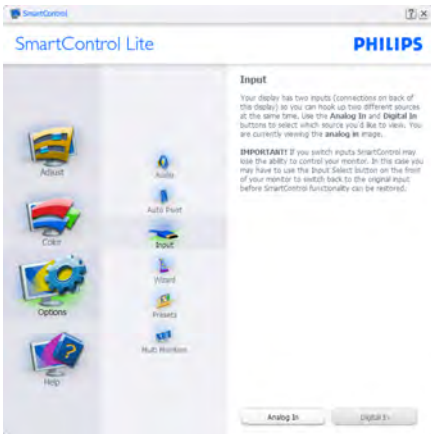 SmartControl
SmartControl Lite
PHILIPS
Adjust
Color
Options
Help
Audio
Auto Pivot
Input
Wizard
Presets
Multi Monitors
Input
Your display has two inputs (connections on back of
the display) so you can hook up two different sources
at the same time. Use the Analog In and Digital In
buttons to select which source you'd like to view. You
are currently viewing the analog in image.
IMPORTANT! If you switch inputs SmartControl may
lose the ability to control your monitor. In this case you
may have to use the Input Select button on the front
of your monitor to switch back to the original input
before SmartControl functionality can be restored.
Analog In
Digital In